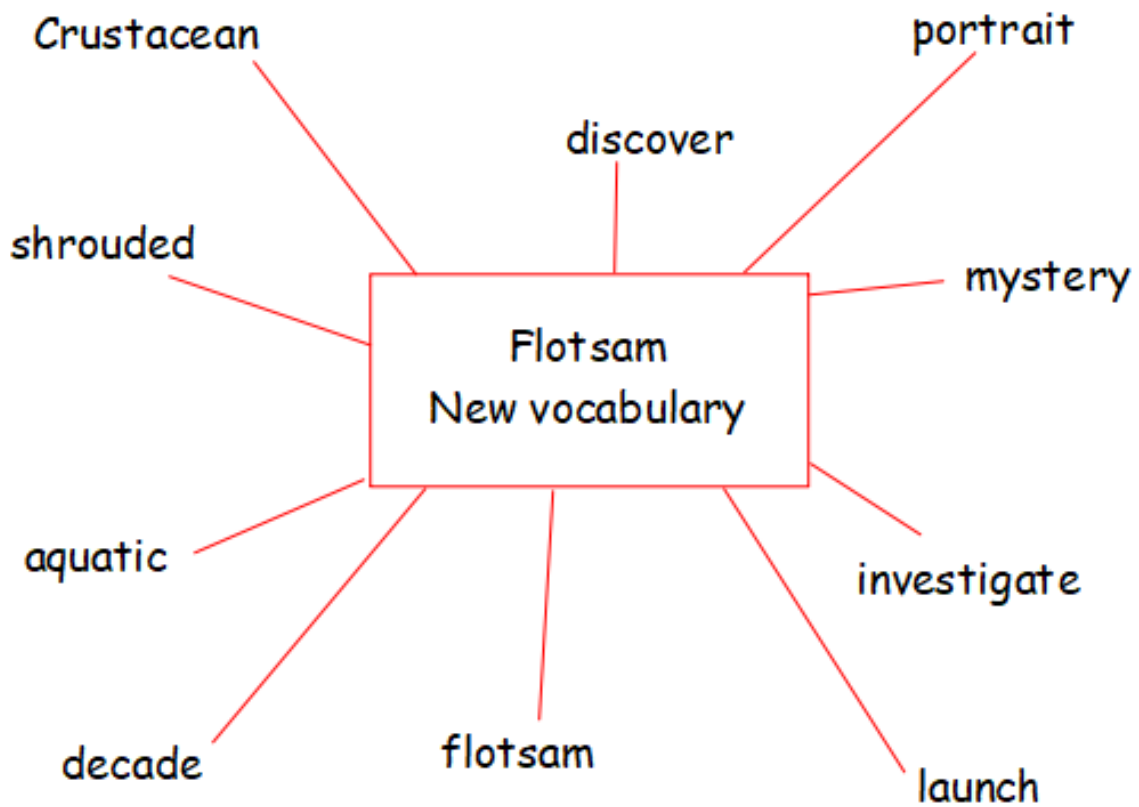 Crustacean
portrait
discover
shrouded
mystery
Flotsam
New vocabulary
aquatic
investigate
decade
flotsam
launch